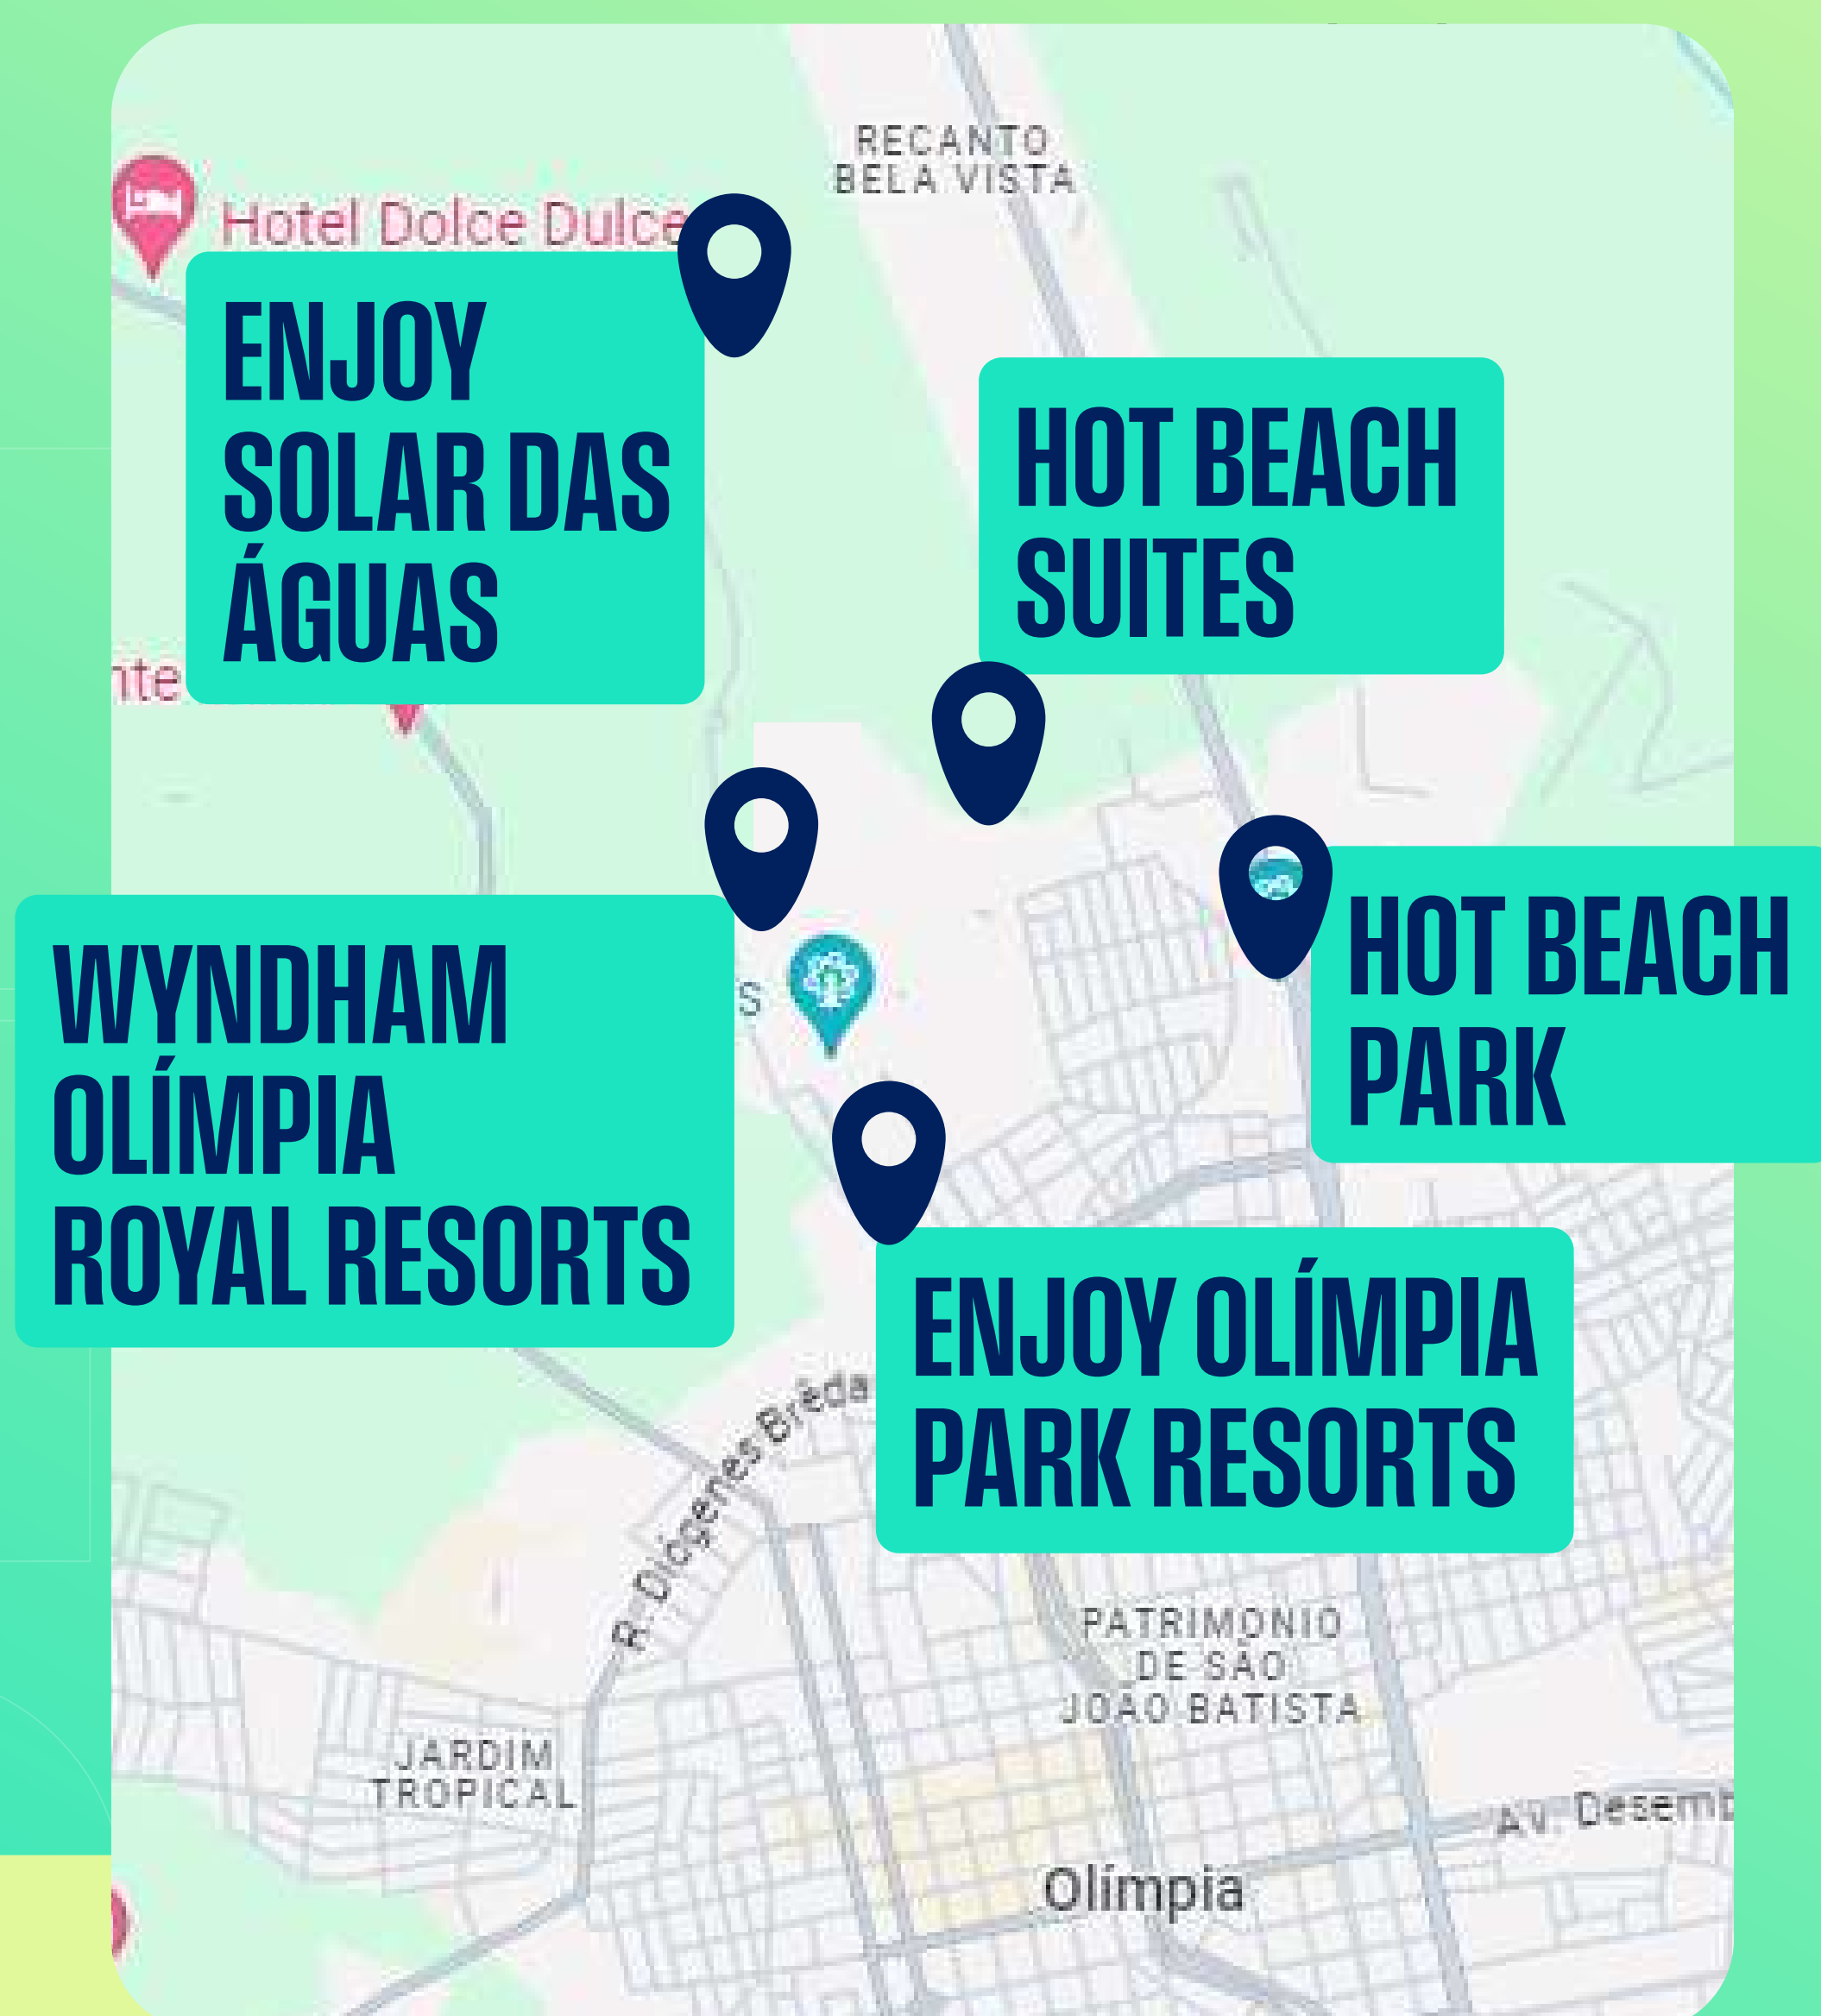 RECANTO
BELA VISTA
Hotel Dolce Dulce
ENJOY
SOLAR DAS
ÁGUAS
HOT BEACH
SUITES
HOT BEACH
PARK
WYNDHAM
OLÍMPIA
ROYAL RESORTS
ENJOY OLÍMPIA
PARK RESORTS
R. Diógenes Brêda
PATRIMONIO
DE SÃO
JOÃO BATISTA
JARDIM
TROPICAL
Av.
Olímpia